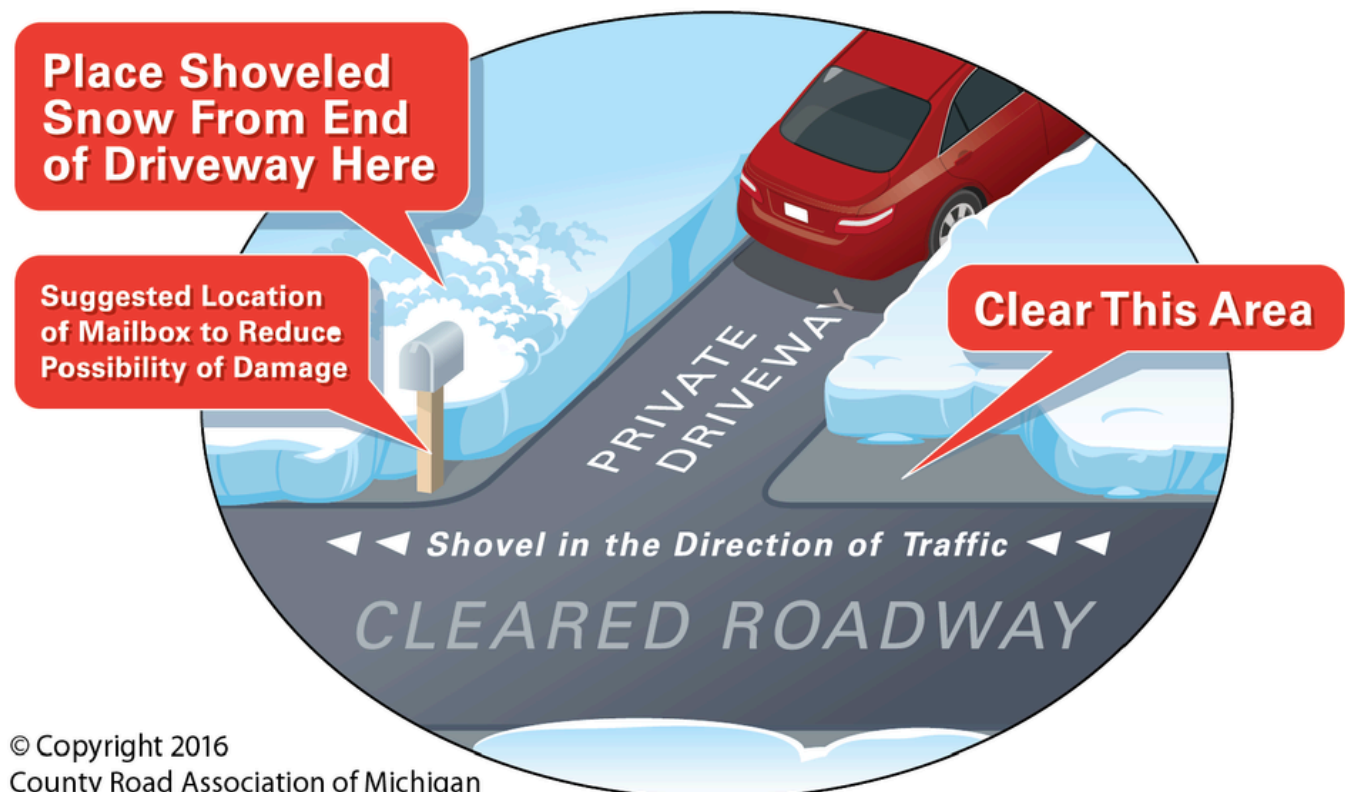 Place Shoveled
Snow From End
of Driveway Here
Suggested Location
of Mailbox to Reduce
Possibility of Damage
Clear This Area
PRIVATE
DRIVEWAY
Shovel in the Direction of Traffic
CLEARED ROADWAY
© Copyright 2016
County Road Association of Michigan